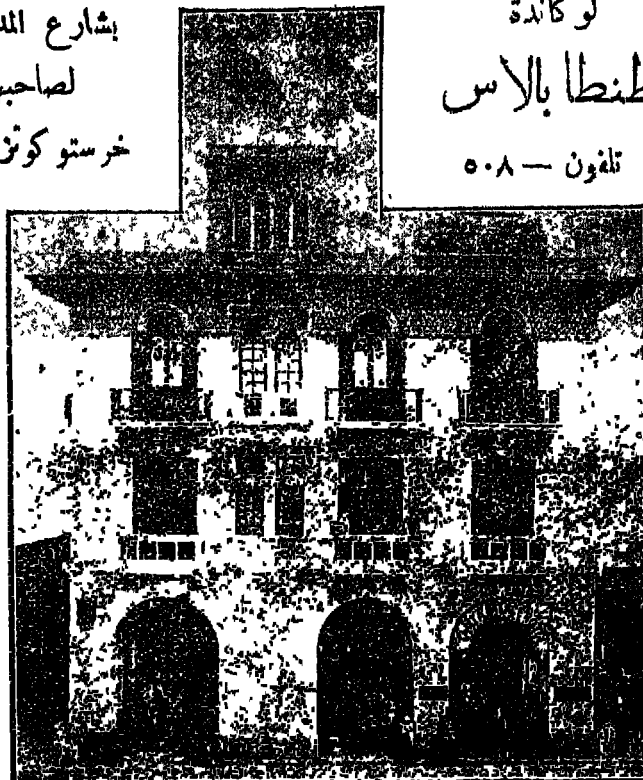 لوكاندة
طنطا بالاس
تلفون — ٥٠٨
بشارع
خرستو